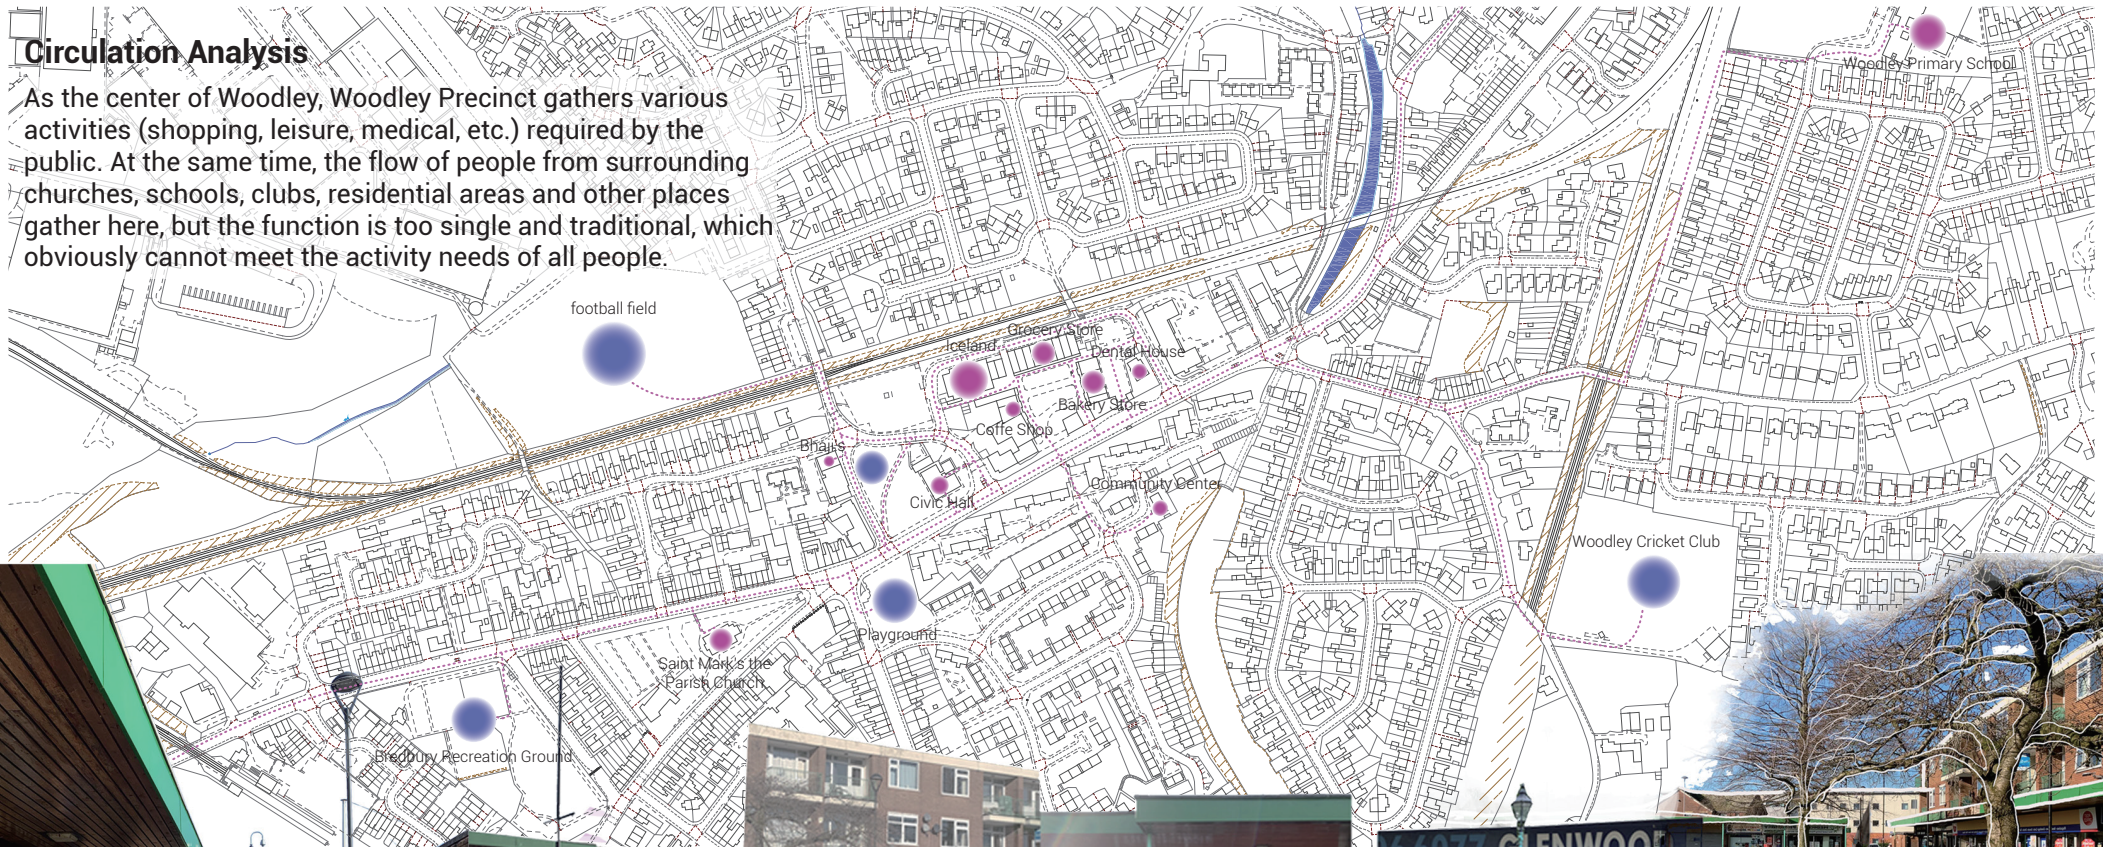 Circulation Analysis
As the center of Woodley, Woodley Precinct gathers various
activities (shopping, leisure, medical, etc.) required by the
public. At the same time, the flow of people from surrounding
churches, schools, clubs, residential areas and other places
gather here, but the function is too single and traditional, which
obviously cannot meet the activity needs of all people.
Woodley Primary School
football field
Grocery Store
Iceland
Dental House
Bakery Store
Coffe Shop
Bhaji's
Civic Hall
Community Center
Woodley Cricket Club
Playground
Saint Mark's the
Parish Church
Bredbury Recreation Ground
GLENWOO